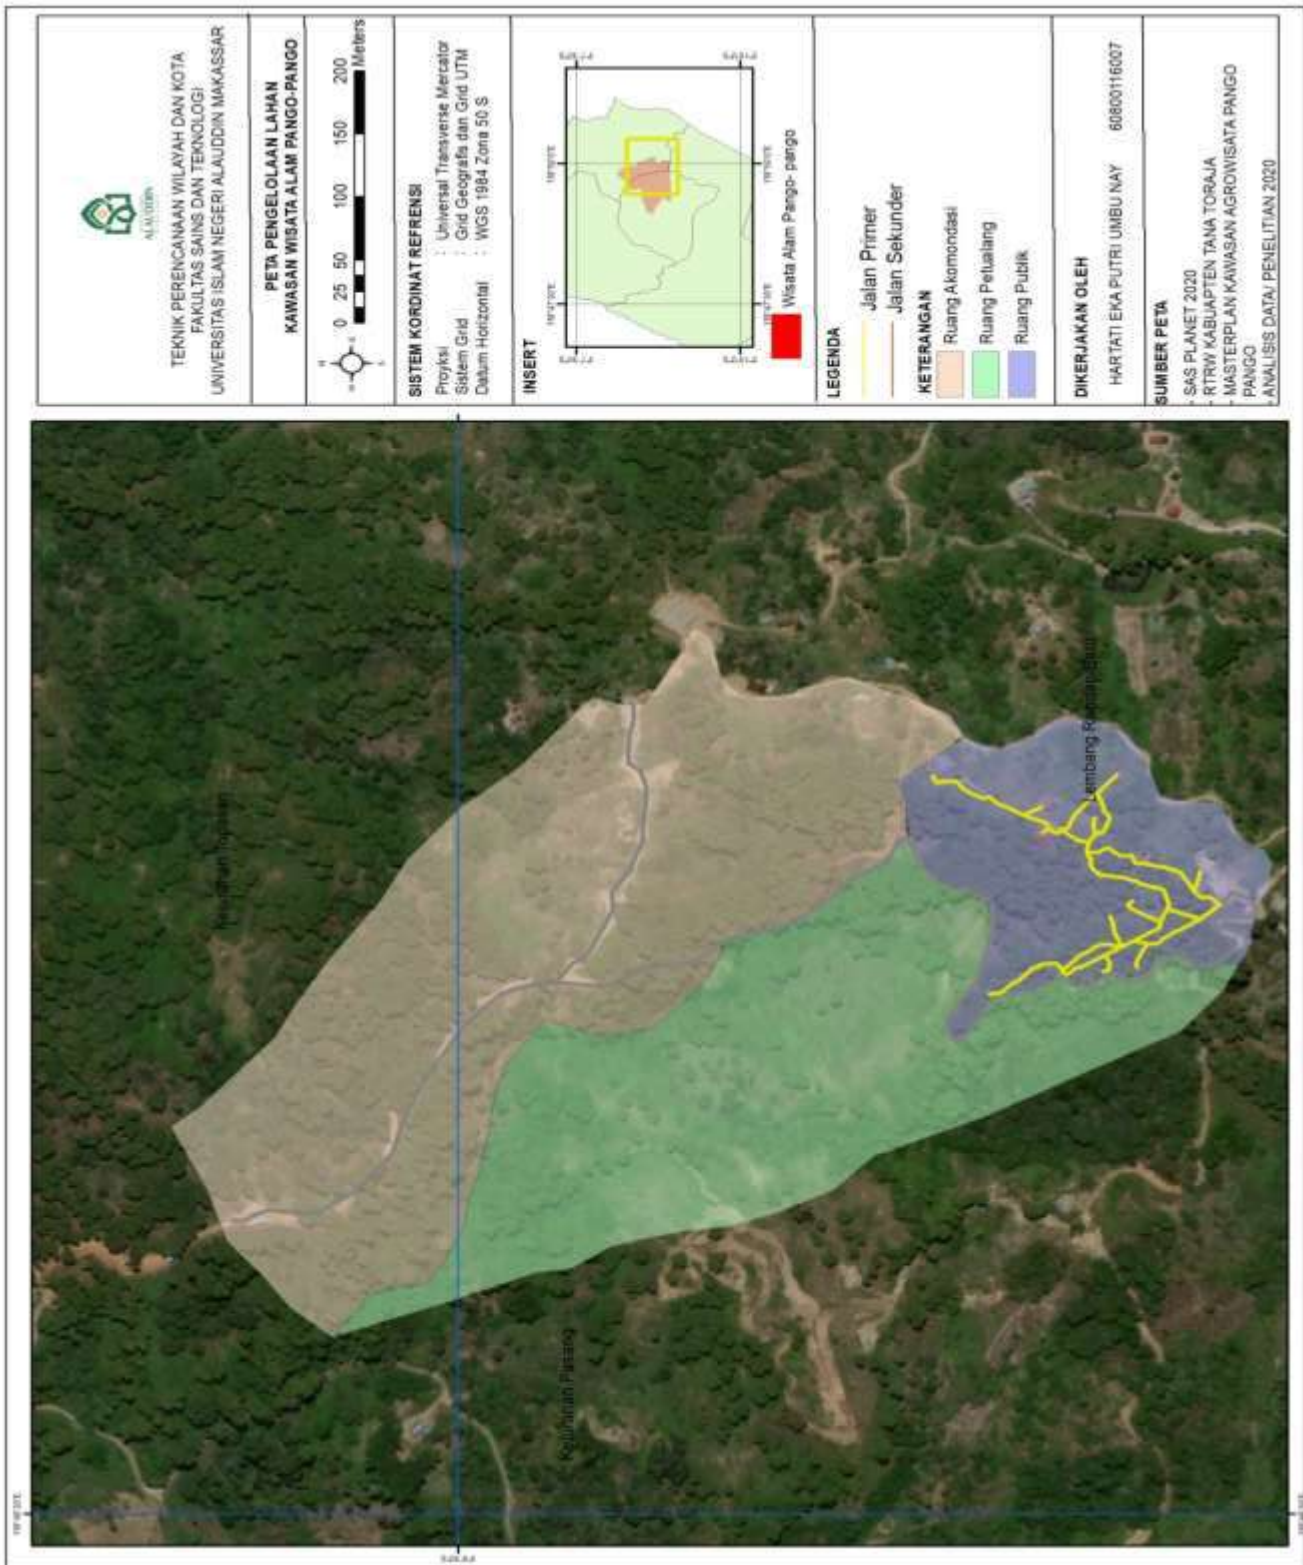 ALAUDDIN
TEKNIK PERENCANAAN WILAYAH DAN KOTA
FAKULTAS SAINS DAN TEKNOLOGI
UNIVERSITAS ISLAM NEGERI ALAUDDIN MAKASSAR
PETA PENGELOLAAN LAHAN
KAWASAN WISATA ALAM PANGO-PANGO
0 25 50 100 150 200
Meters
SISTEM KORDINAT REFRENSI
Proyksi : Universal Transverse Mercator
Sistem Grid : Grid Geografis dan Grid UTM
Datum Horizontal : WGS 1984 Zona 50 S
INSERT
Wisata Alam Pango- pango
LEGENDA
Jalan Primer
Jalan Sekunder
KETERANGAN
Ruang Akomondasi
Ruang Petualang
Ruang Publik
DIKERJAKAN OLEH
HARTATI EKA PUTRI UMBU NAY 60800116007
SUMBER PETA
- SAS PLANET 2020
- RTRW KABUAPTEN TANA TORAJA
- MASTERPLAN KAWASAN AGROWISATA PANGO
PANGO
- ANALISIS DATA/ PENELITIAN 2020
Kelurahan Pasang
Lembang